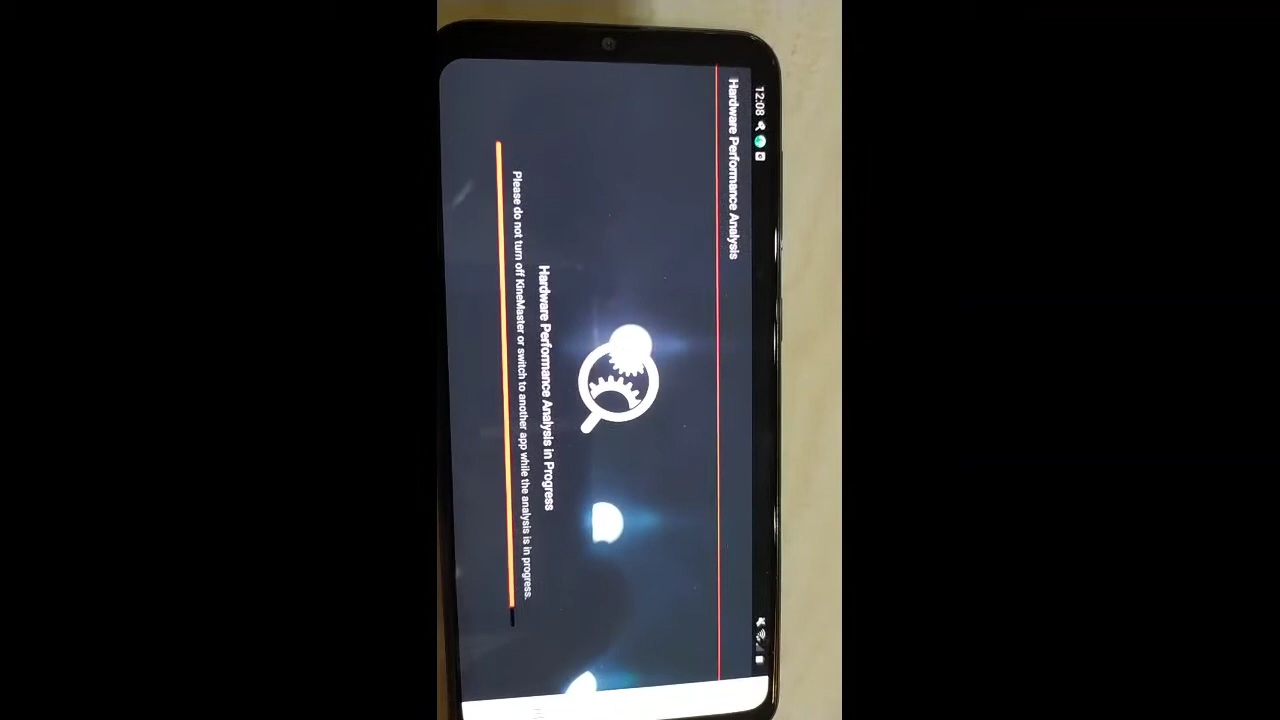 12:08
Hardware Performance Analysis
Hardware Performance Analysis in Progress
Please do not turn off KineMaster or switch to another app while the analysis is in progress.